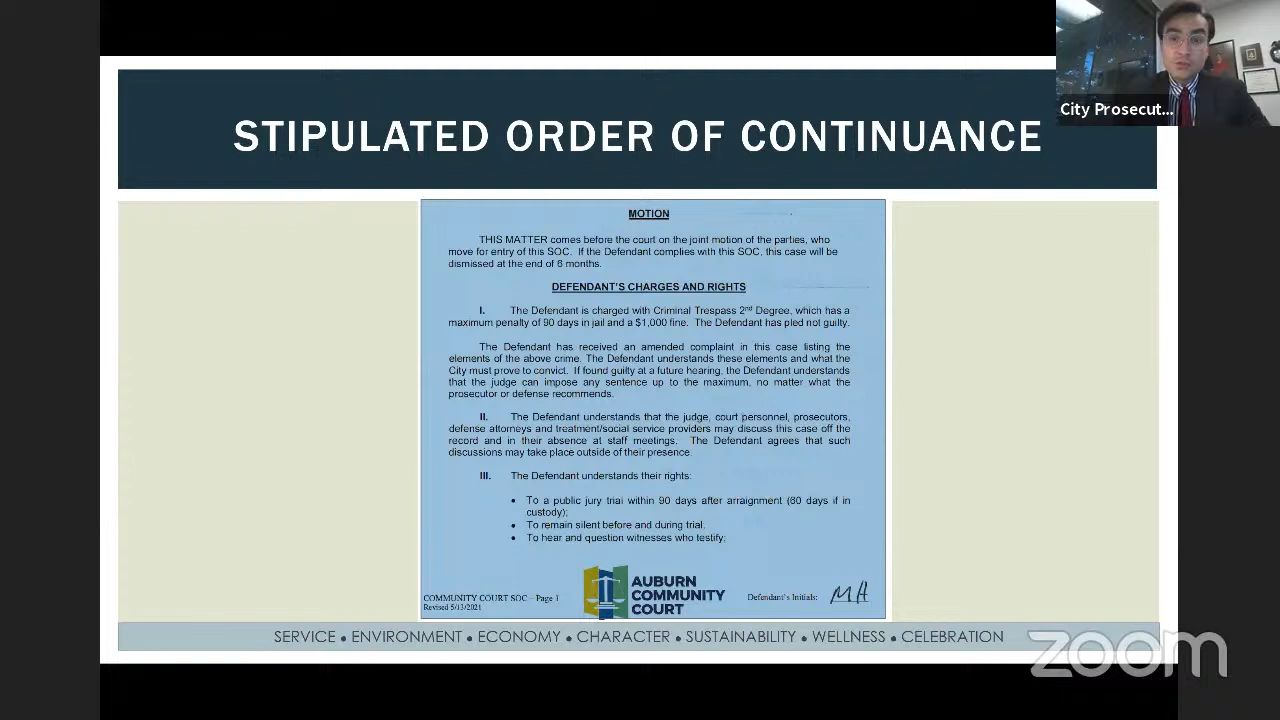 City Prosecut...
STIPULATED ORDER OF CONTINUANCE
MOTION
THIS MATTER comes before the court on the joint motion of the parties, who
move for entry of this SOC. If the Defendant complies with this SOC, this case will be
dismissed at the end of 6 months.
DEFENDANT'S CHARGES AND RIGHTS
I. The Defendant is charged with Criminal Trespass 2nd Degree, which has a
maximum penalty of 90 days in jail and a $1,000 fine. The Defendant has pled not guilty.
The Defendant has received an amended complaint in this case listing the
elements of the above crime. The Defendant understands these elements and what the
City must prove to convict. If found guilty at a future hearing, the Defendant understands
that the judge can impose any sentence up to the maximum, no matter what the
prosecutor or defense recommends.
II. The Defendant understands that the judge, court personnel, prosecutors,
defense attorneys and treatment/social service providers may discuss this case off the
record and in their absence at staff meetings. The Defendant agrees that such
discussions may take place outside of their presence.
III. The Defendant understands their rights:
• To a public jury trial within 90 days after arraignment (60 days if in
custody);
• To remain silent before and during trial;
• To hear and question witnesses who testify;
COMMUNITY COURT SOC – Page 1
Revised 5/13/2021
AUBURN
COMMUNITY
COURT
Defendant's Initials: MH
SERVICE • ENVIRONMENT • ECONOMY • CHARACTER • SUSTAINABILITY • WELLNESS • CELEBRATION
zoom